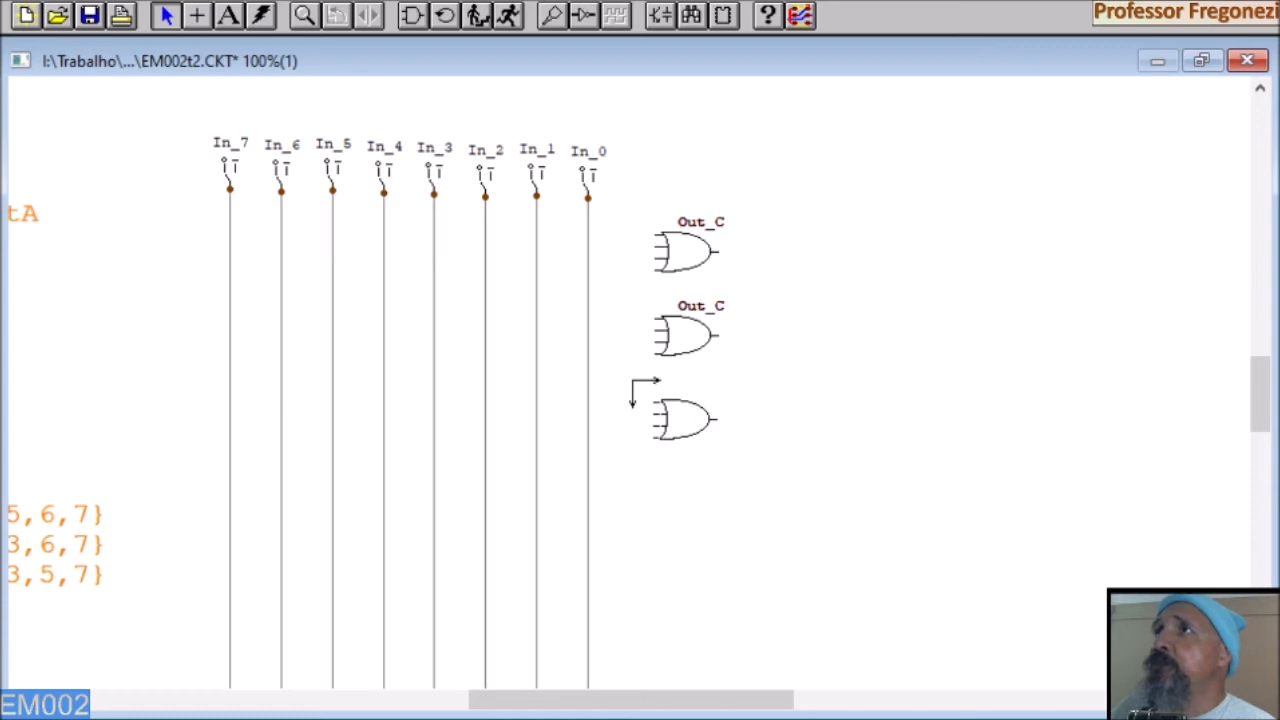 Professor Fregonezi
I:\Trabalho\...\EM002t2.CKT* 100%(1)
In_7 In_6 In_5 In_4 In_3 In_2 In_1 In_0
tA
Out_C
Out_C
5,6,7}
3,6,7}
3,5,7}
EM002